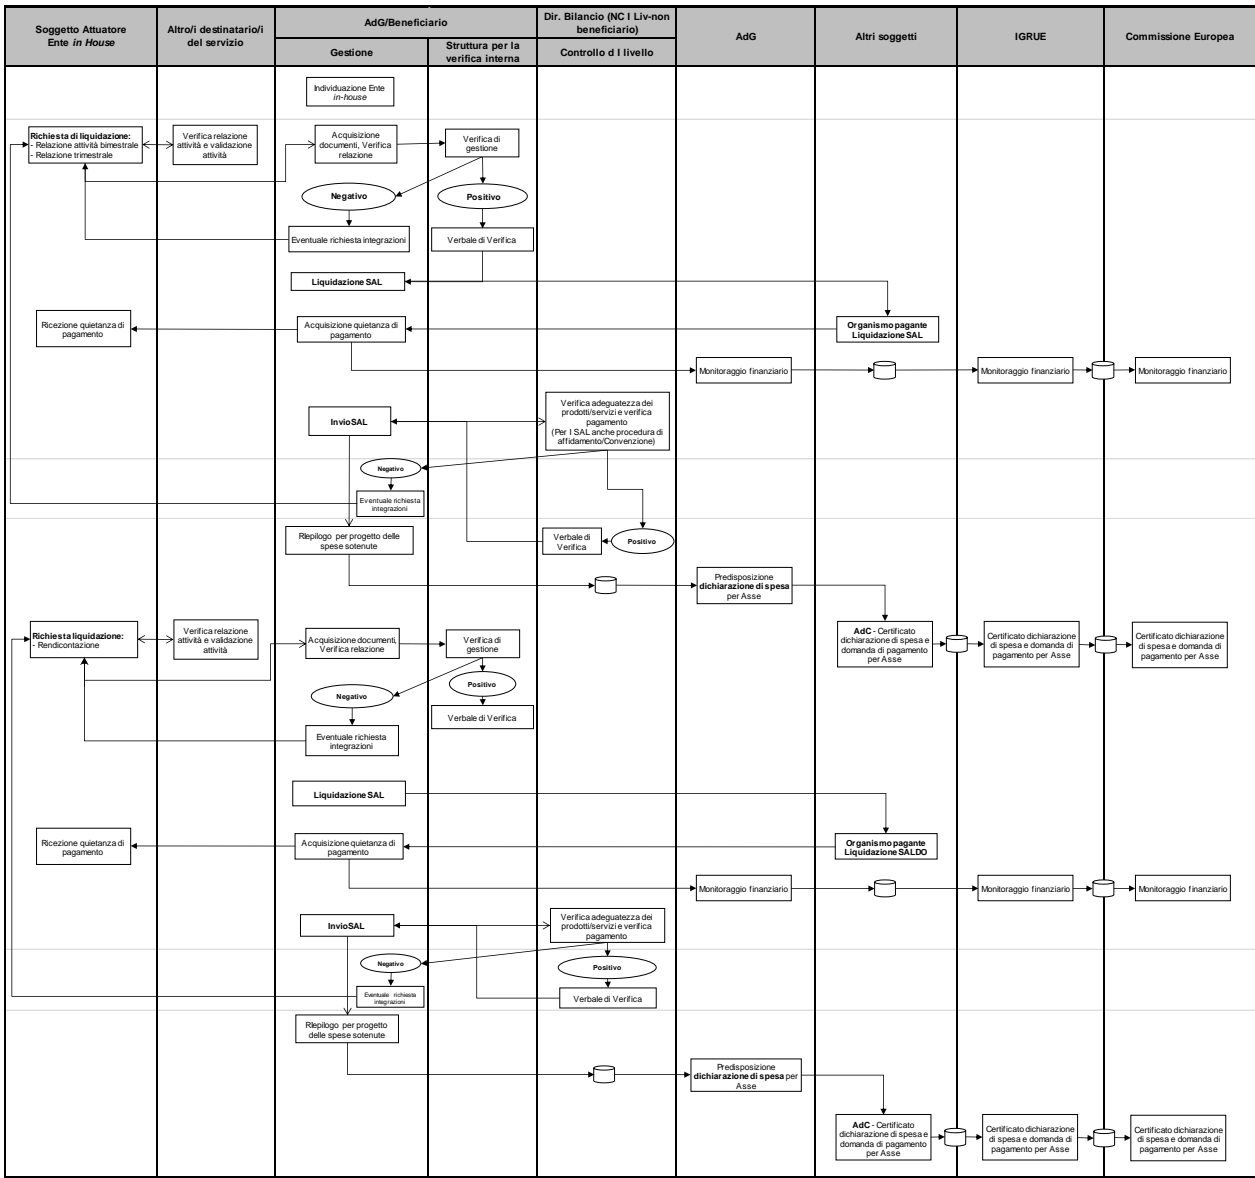 Soggetto Attuatore
Ente in House
Altro/i destinatario/i
del servizio
AdG/Beneficiario
Gestione
Struttura per la
verifica interna
Dir. Bilancio (NC I Liv-non
beneficiario)
Controllo d I livello
AdG
Altri soggetti
IGRUE
Commissione Europea
Individuazione Ente
in-house
Richiesta di liquidazione:
- Relazione attività bimestrale
- Relazione trimestrale
Verifica relazione
attività e validazione
attività
Acquisizione
documenti, Verifica
relazione
Verifica di
gestione
Negativo
Positivo
Eventuale richiesta integrazioni
Verbale di Verifica
Liquidazione SAL
Ricezione quietanza di
pagamento
Acquisizione quietanza di
pagamento
Organismo pagante
Liquidazione SAL
Monitoraggio finanziario
Monitoraggio finanziario
Monitoraggio finanziario
Invio SAL
Verifica adeguatezza dei
prodotti/servizi e verifica
pagamento
(Per I SAL anche procedura di
affidamento/Convenzione)
Negativo
Eventuale richiesta
integrazioni
RIepilogo per progetto delle
spese sotenute
Verbale di
Verifica
Positivo
Predisposizione
dichiarazione di spesa
per Asse
Richiesta liquidazione:
- Rendicontazione
Verifica relazione
attività e validazione
attività
Acquisizione documenti,
Verifica relazione
Verifica di
gestione
AdC - Certificato
dichiarazione di spesa e
domanda di pagamento
per Asse
Certificato dichiarazione
di spesa e domanda di
pagamento per Asse
Certificato dichiarazione
di spesa e domanda di
pagamento per Asse
Negativo
Positivo
Verbale di Verifica
Eventuale richiesta
integrazioni
Liquidazione SAL
Ricezione quietanza di
pagamento
Acquisizione quietanza di
pagamento
Organismo pagante
Liquidazione SALDO
Monitoraggio finanziario
Monitoraggio finanziario
Monitoraggio finanziario
Invio SAL
Verifica adeguatezza dei
prodotti/servizi e verifica
pagamento
Negativo
Positivo
Eventuale richiesta
integrazioni
Verbale di Verifica
RIepilogo per progetto
delle spese sotenute
Predisposizione
dichiarazione di spesa per
Asse
AdC - Certificato
dichiarazione di spesa e
domanda di pagamento
per Asse
Certificato dichiarazione
di spesa e domanda di
pagamento per Asse
Certificato dichiarazione
di spesa e domanda di
pagamento per Asse